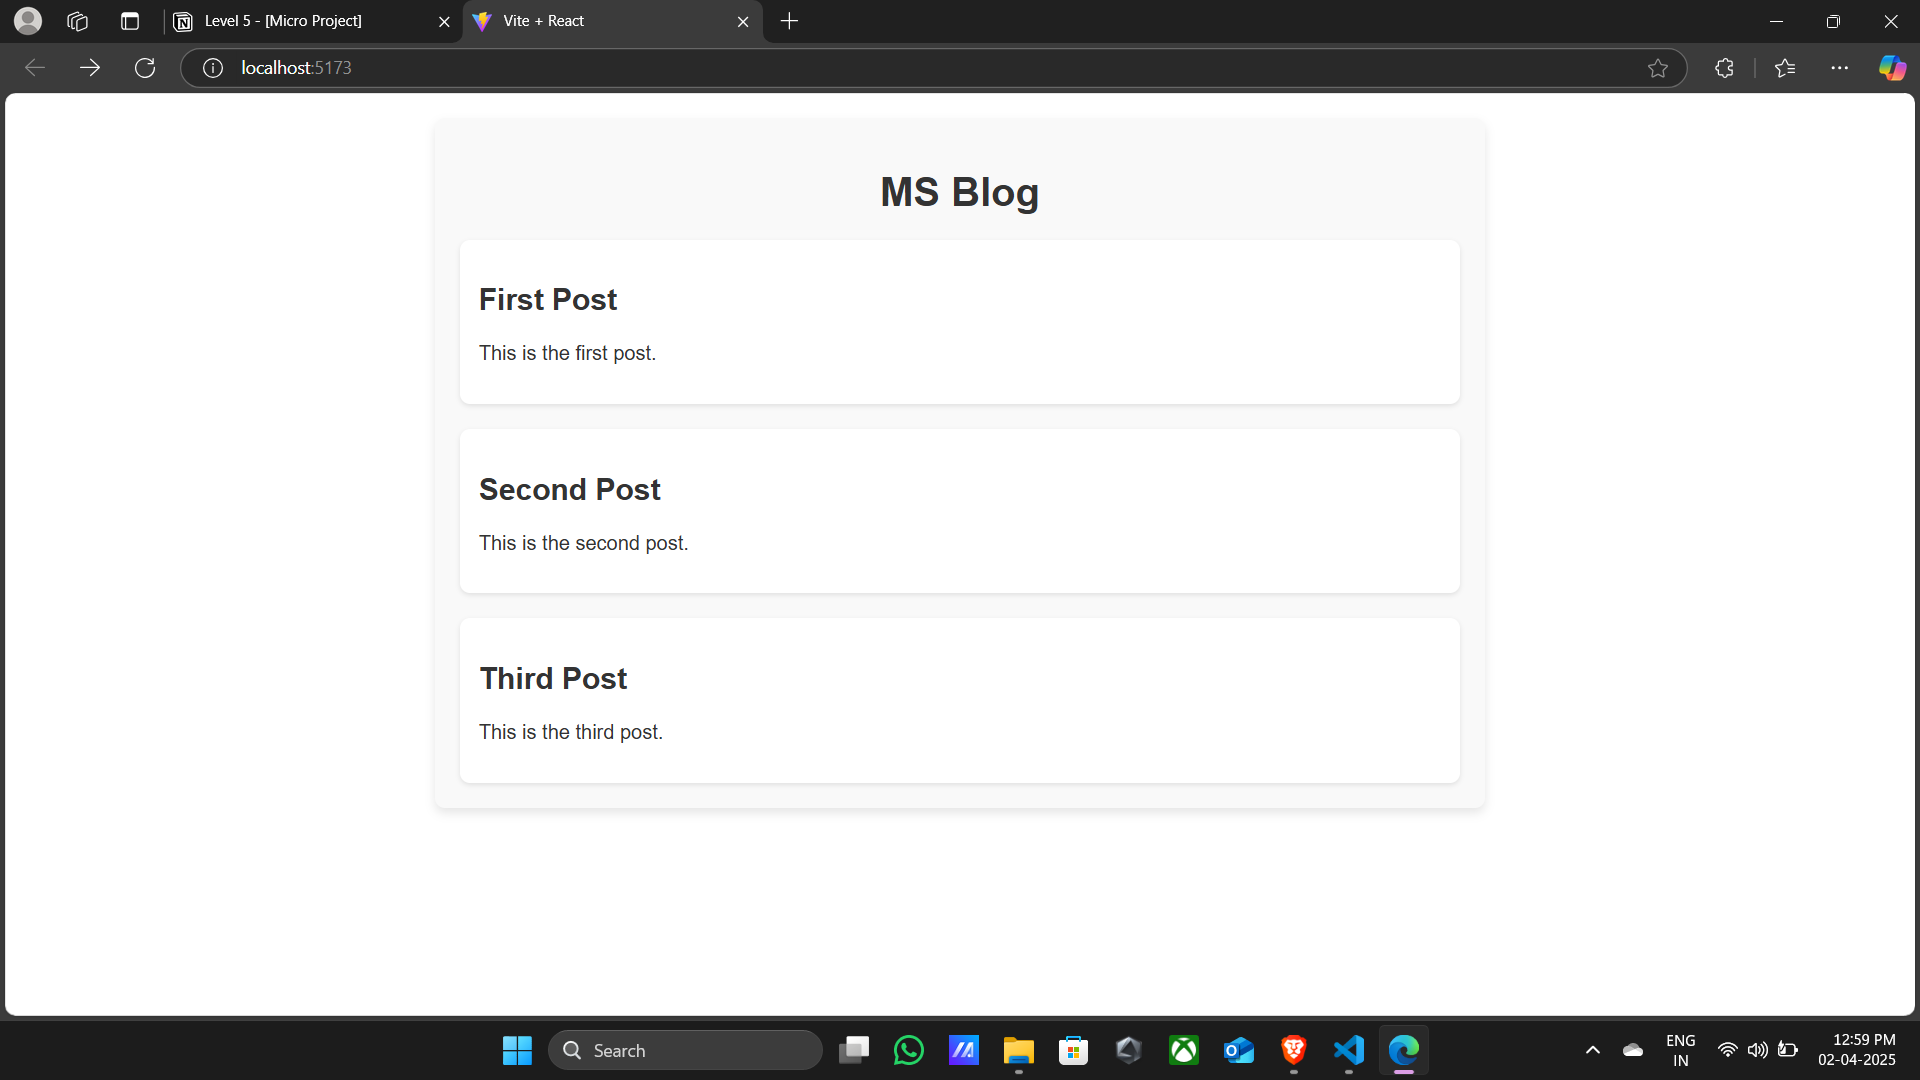 Level 5 - [Micro Project]
Vite + React
localhost:5173
MS Blog
First Post
This is the first post.
Second Post
This is the second post.
Third Post
This is the third post.
Search
ENG
IN
12:59 PM
02-04-2025